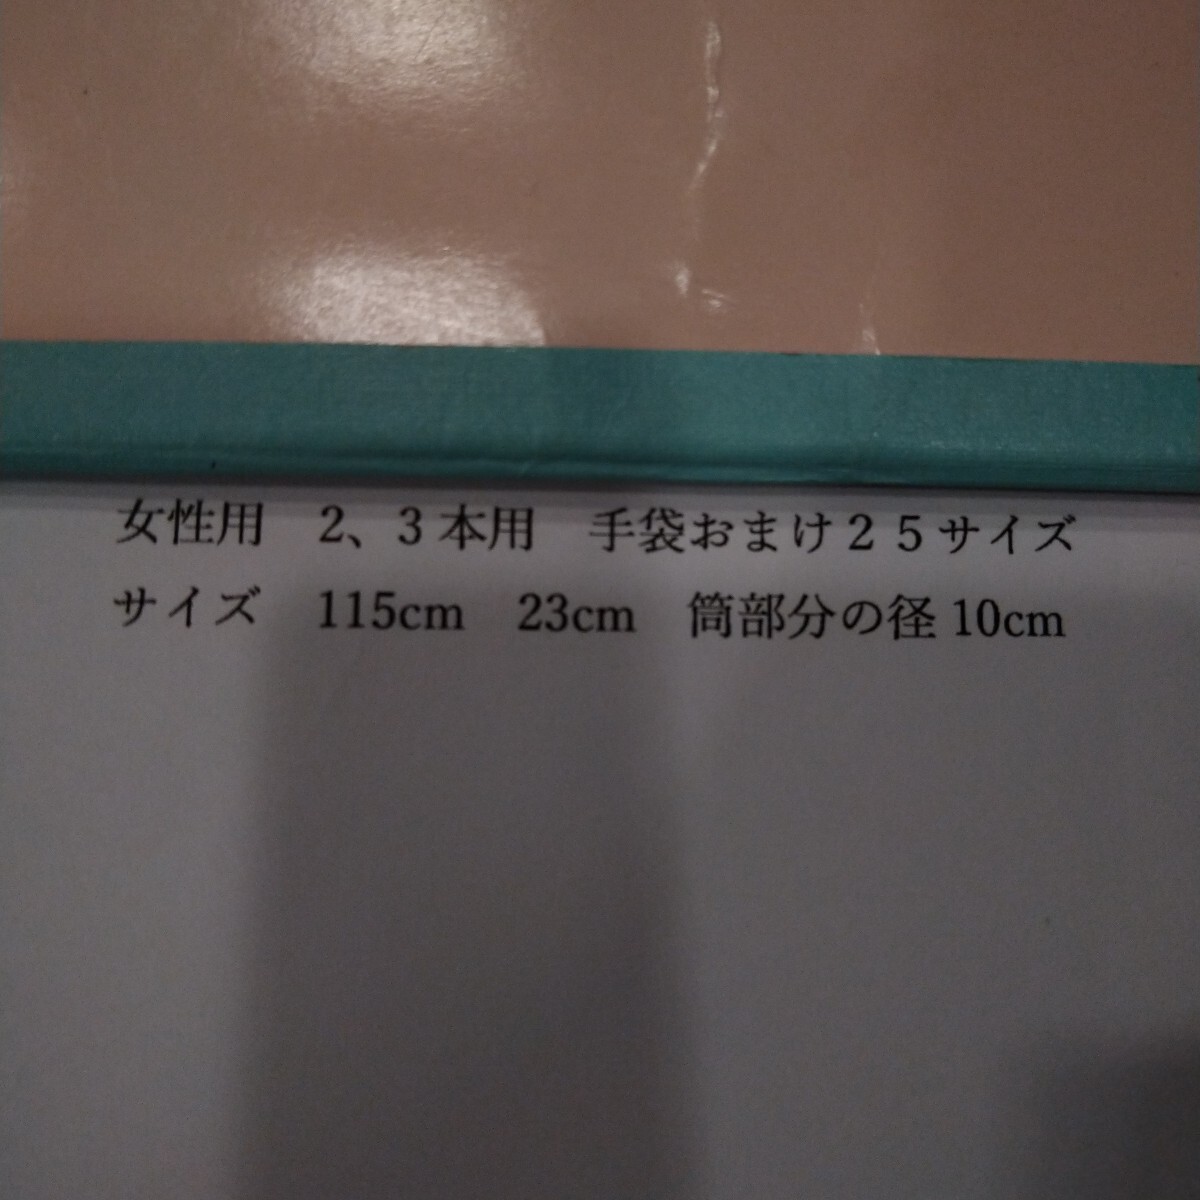 女性用　2、3本用　手袋おまけ２５サイズ
サイズ　115cm　23cm　筒部分の径 10cm